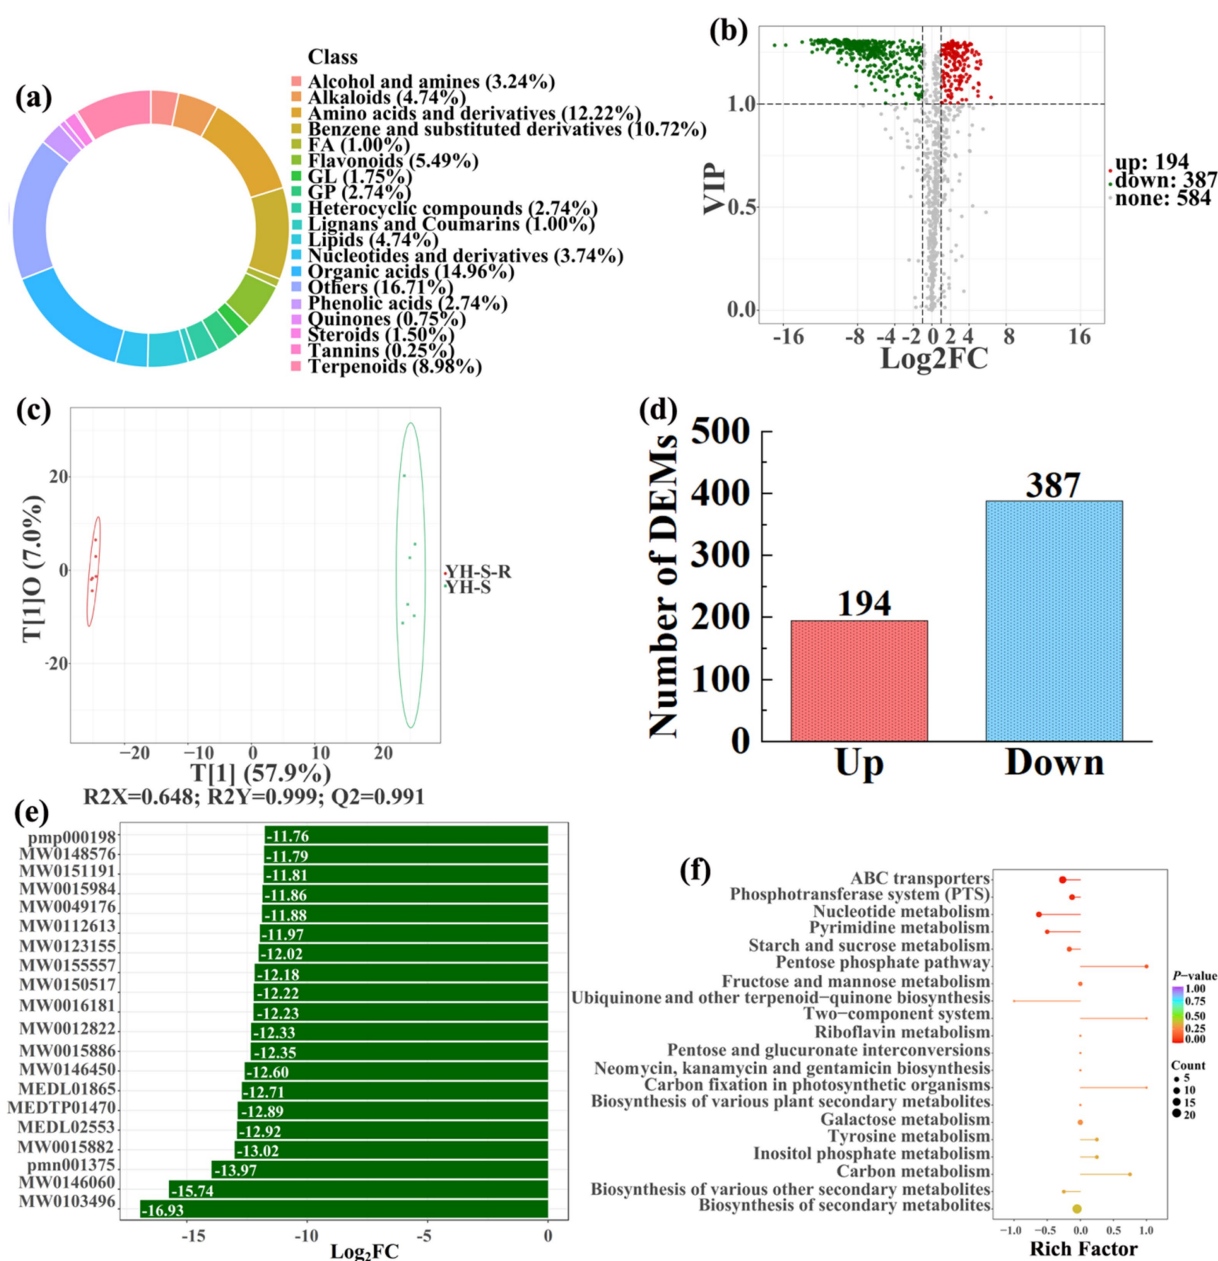 (a)
Class
Alcohol and amines (3.24%)
Alkaloids (4.74%)
Amino acids and derivatives (12.22%)
Benzene and substituted derivatives (10.72%)
FA (1.00%)
Flavonoids (5.49%)
GL (1.75%)
GP (2.74%)
Heterocyclic compounds (2.74%)
Lignans and Coumarins (1.00%)
Lipids (4.74%)
Nucleotides and derivatives (3.74%)
Organic acids (14.96%)
Others (16.71%)
Phenolic acids (2.74%)
Quinones (0.75%)
Steroids (1.50%)
Tannins (0.25%)
Terpenoids (8.98%)
(b)
VIP
1.0
0.5
0.0
-16 -8 -4 -2 0 2 4 8 16
Log2FC
up: 194
down: 387
none: 584
(c)
T[1]O (7.0%)
20
0
-20
−20 −10 0 10 20
T[1] (57.9%)
R2X=0.648; R2Y=0.999; Q2=0.991
YH-S-R
YH-S
(d)
Number of DEMs
500
400
300
200
100
0
194
387
Up Down
(e)
pmp000198 -11.76
MW0148576 -11.79
MW0151191 -11.81
MW0015984 -11.86
MW0049176 -11.88
MW0112613 -11.97
MW0123155 -12.02
MW0155557 -12.18
MW0150517 -12.22
MW0016181 -12.23
MW0012822 -12.33
MW0015886 -12.35
MW0146450 -12.60
MEDL01865 -12.71
MEDTP01470 -12.89
MEDL02553 -12.92
MW0015882 -13.02
pmn001375 -13.97
MW0146060 -15.74
MW0103496 -16.93
-15 -10 -5 0
Log₂FC
(f)
ABC transporters
Phosphotransferase system (PTS)
Nucleotide metabolism
Pyrimidine metabolism
Starch and sucrose metabolism
Pentose phosphate pathway
Fructose and mannose metabolism
Ubiquinone and other terpenoid−quinone biosynthesis
Two−component system
Riboflavin metabolism
Pentose and glucuronate interconversions
Neomycin, kanamycin and gentamicin biosynthesis
Carbon fixation in photosynthetic organisms
Biosynthesis of various plant secondary metabolites
Galactose metabolism
Tyrosine metabolism
Inositol phosphate metabolism
Carbon metabolism
Biosynthesis of various other secondary metabolites
Biosynthesis of secondary metabolites
−1.0 −0.5 0.0 0.5 1.0
Rich Factor
P−value
1.00
0.75
0.50
0.25
0.00
Count
5
10
15
20